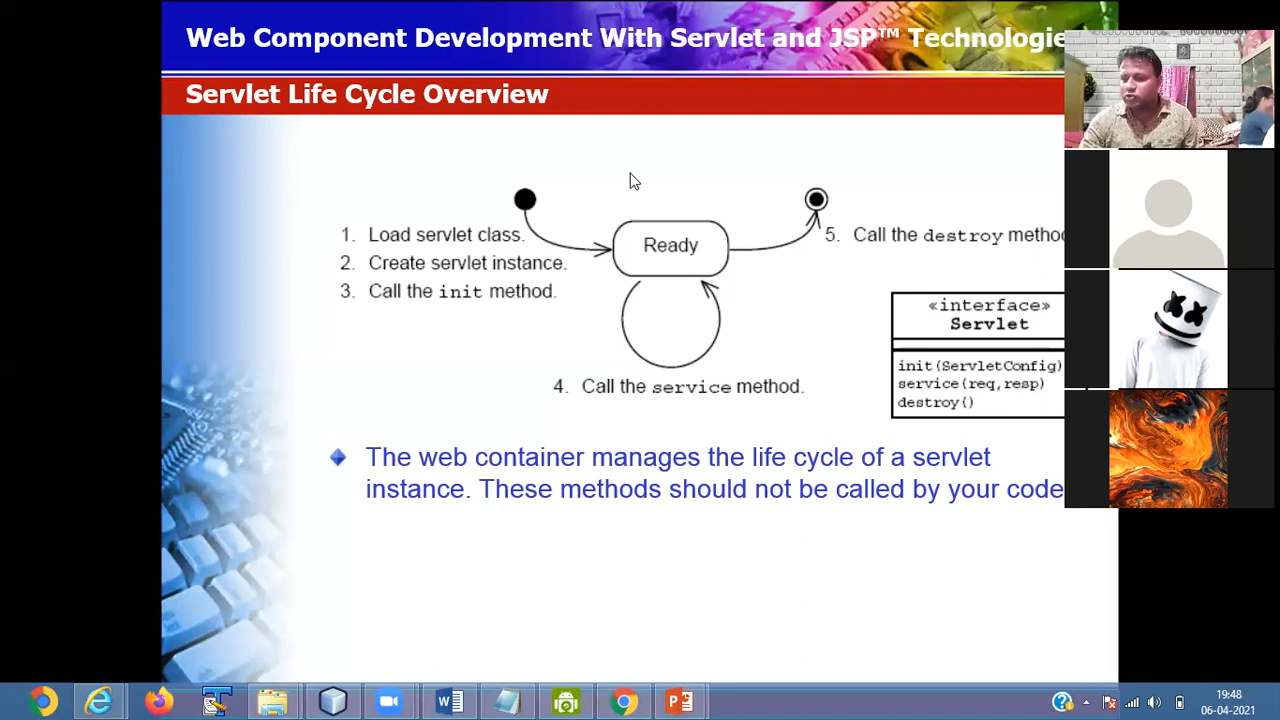 Web Component Development With Servlet and JSP™ Technologie
Servlet Life Cycle Overview
1. Load servlet class.
2. Create servlet instance.
3. Call the init method.
Ready
5. Call the destroy metho
4. Call the service method.
«interface»
Servlet
init(ServletConfig)
service(req,resp)
destroy()
The web container manages the life cycle of a servlet
instance. These methods should not be called by your code
19:48
06-04-2021